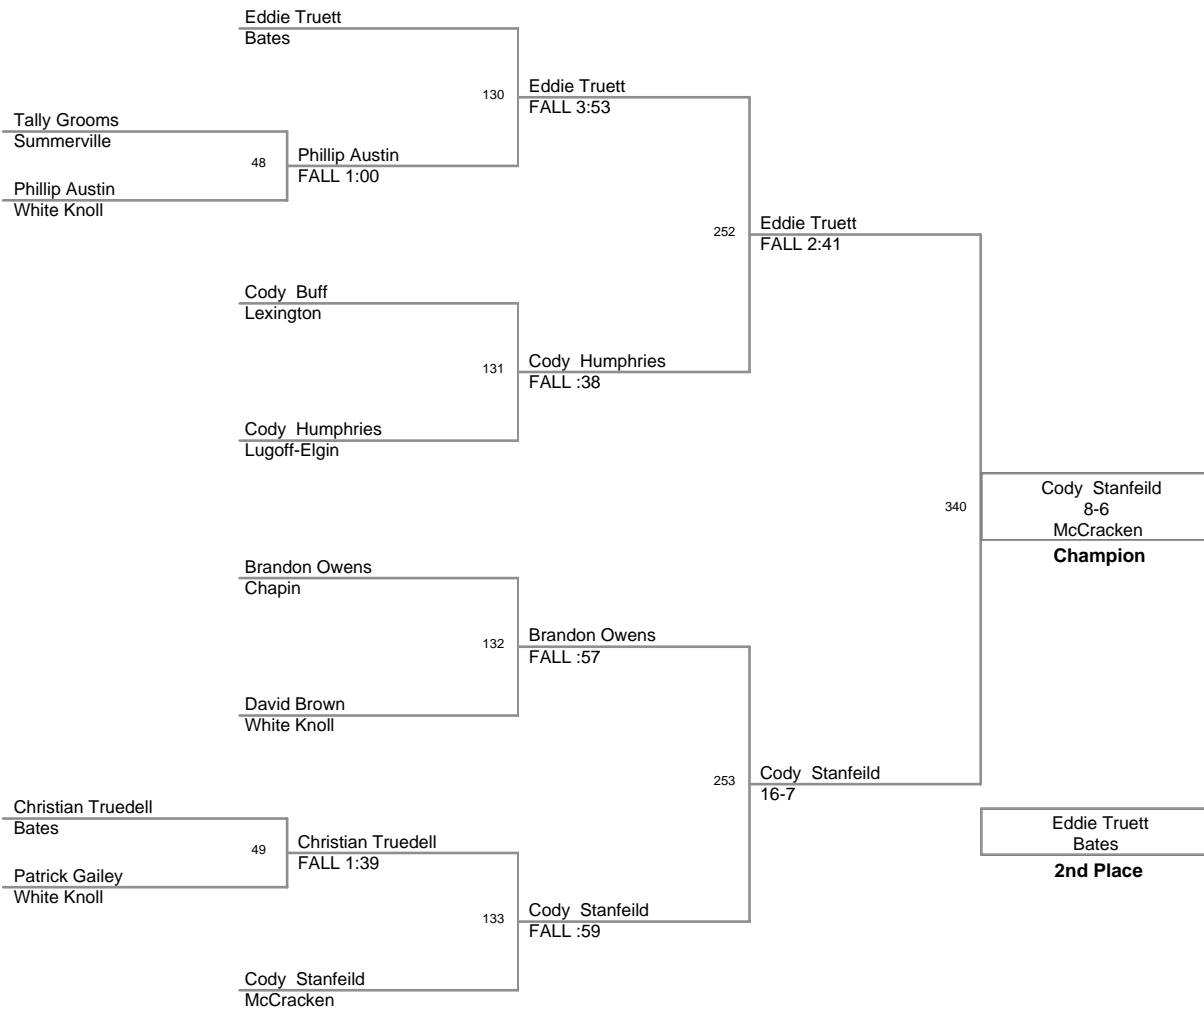 Eddie Truett
Bates
130
Eddie Truett
FALL 3:53
Tally Grooms
Summerville
48
Phillip Austin
FALL 1:00
Phillip Austin
White Knoll
252
Eddie Truett
FALL 2:41
Cody Buff
Lexington
131
Cody Humphries
FALL :38
Cody Humphries
Lugoff-Elgin
340
Cody Stanfeild
8-6
McCracken
Champion
Brandon Owens
Chapin
132
Brandon Owens
FALL :57
David Brown
White Knoll
253
Cody Stanfeild
16-7
Christian Truedell
Bates
49
Christian Truedell
FALL 1:39
Patrick Gailey
White Knoll
133
Cody Stanfeild
FALL :59
Cody Stanfeild
McCracken
Eddie Truett
Bates
2nd Place